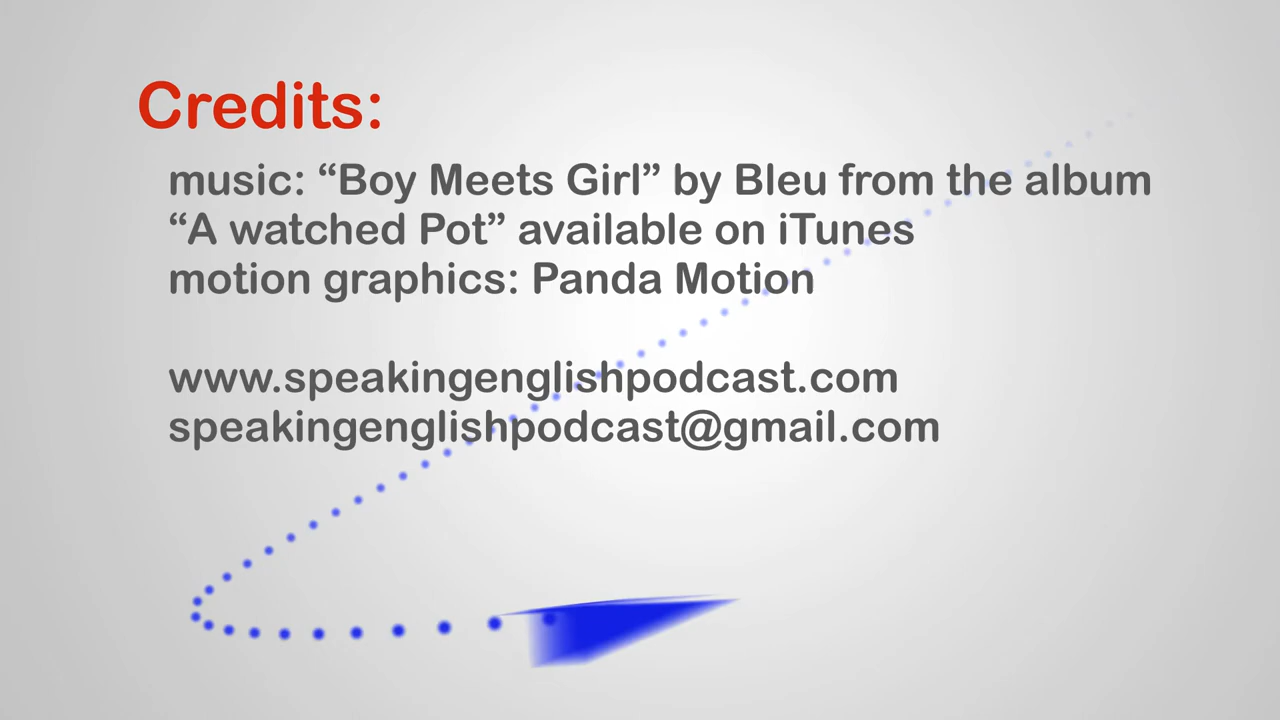 Credits:
music: “Boy Meets Girl” by Bleu from the album
“A watched Pot” available on iTunes
motion graphics: Panda Motion
www.speakingenglishpodcast.com
speakingenglishpodcast@gmail.com